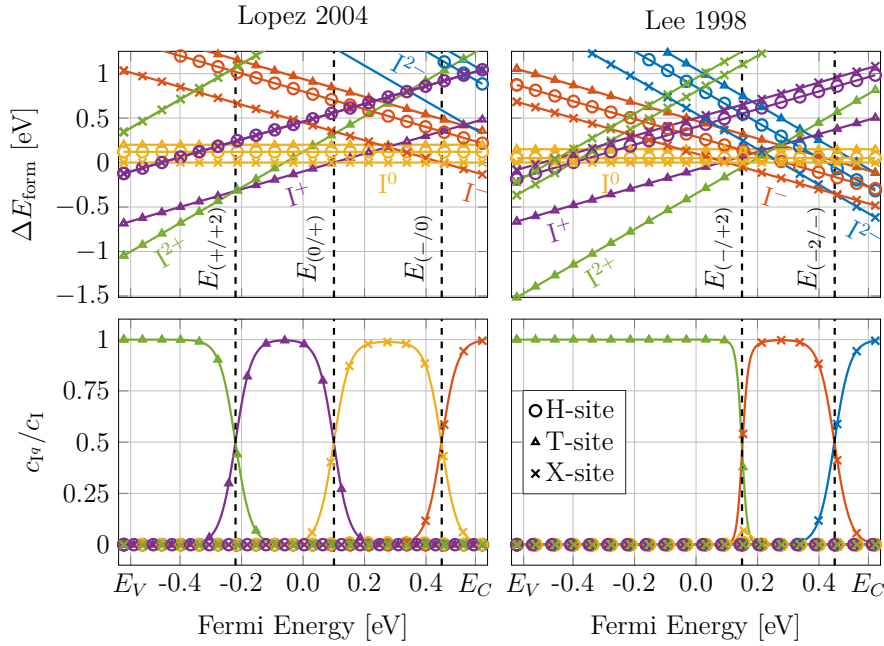 Lopez 2004
Lee 1998
ΔE_form [eV]
1
0.5
0
−0.5
−1
−1.5
I^2−
I^2+
I^+
I^0
I^−
E_(+/+2)
E_(0/+)
E_(−/0)
I^0
I^+
I^−
I^2+
I^2−
E_(−/+2)
E_(−2/−)
c_I^q/c_I
1
0.75
0.5
0.25
0
H-site
T-site
X-site
E_V -0.4 -0.2 0.0 0.2 0.4 E_C
E_V -0.4 -0.2 0.0 0.2 0.4 E_C
Fermi Energy [eV]
Fermi Energy [eV]